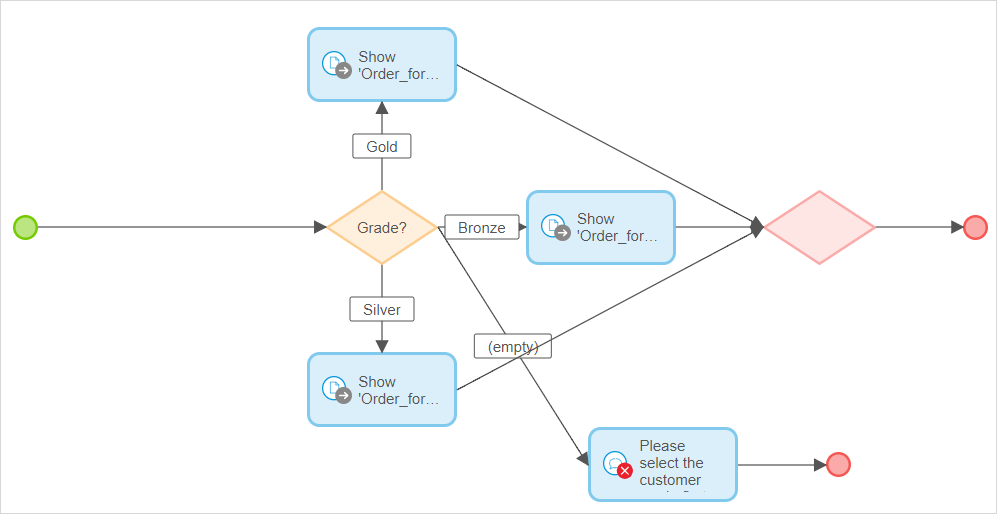 Show
'Order_for...
Gold
Grade?
Bronze
Show
'Order_for...
Silver
(empty)
Show
'Order_for...
Please
select the
customer